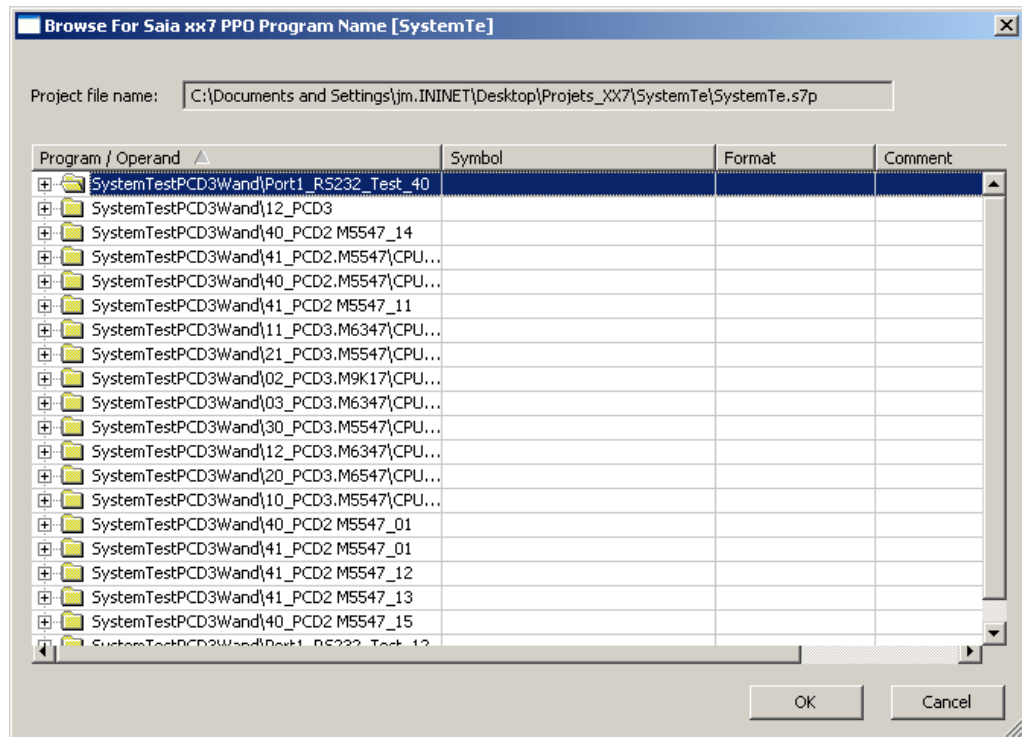 Browse For Saia xx7 PPO Program Name [SystemTe]
Project file name: C:\Documents and Settings\jm.ININET\Desktop\Projets_XX7\SystemTe\SystemTe.s7p
Program / Operand Symbol Format Comment
SystemTestPCD3Wand\Port1_RS232_Test_40
SystemTestPCD3Wand\12_PCD3
SystemTestPCD3Wand\40_PCD2 M5547_14
SystemTestPCD3Wand\41_PCD2.M5547\CPU...
SystemTestPCD3Wand\40_PCD2.M5547\CPU...
SystemTestPCD3Wand\41_PCD2 M5547_11
SystemTestPCD3Wand\11_PCD3.M6347\CPU...
SystemTestPCD3Wand\21_PCD3.M5547\CPU...
SystemTestPCD3Wand\02_PCD3.M9K17\CPU...
SystemTestPCD3Wand\03_PCD3.M6347\CPU...
SystemTestPCD3Wand\30_PCD3.M5547\CPU...
SystemTestPCD3Wand\12_PCD3.M6347\CPU...
SystemTestPCD3Wand\20_PCD3.M6547\CPU...
SystemTestPCD3Wand\10_PCD3.M5547\CPU...
SystemTestPCD3Wand\40_PCD2 M5547_01
SystemTestPCD3Wand\41_PCD2 M5547_01
SystemTestPCD3Wand\41_PCD2 M5547_12
SystemTestPCD3Wand\41_PCD2 M5547_13
SystemTestPCD3Wand\40_PCD2 M5547_15
OK Cancel